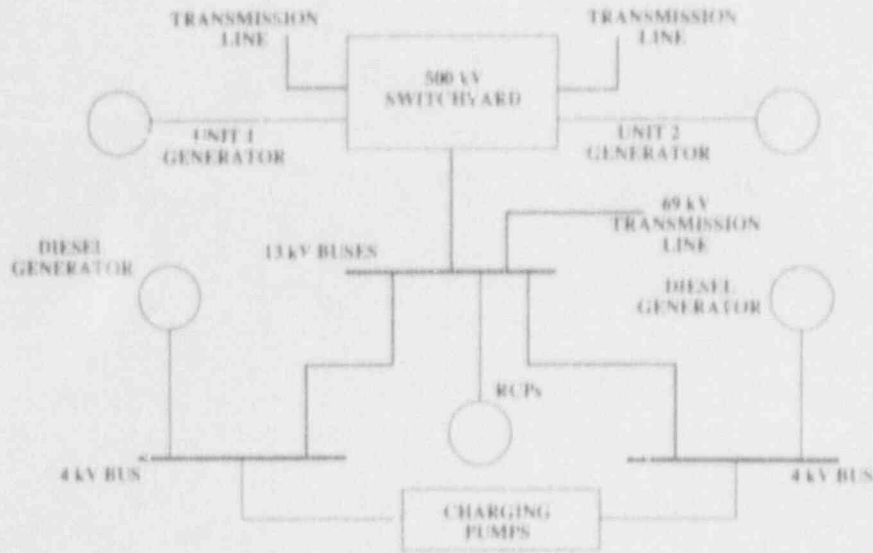 TRANSMISSION
LINE
TRANSMISSION
LINE
500 kV
SWITCHYARD
UNIT 1
GENERATOR
UNIT 2
GENERATOR
69 kV
TRANSMISSION
LINE
DIESEL
GENERATOR
13 kV BUSES
DIESEL
GENERATOR
RCPs
4 kV BUS
4 kV BUS
CHARGING
PUMPS